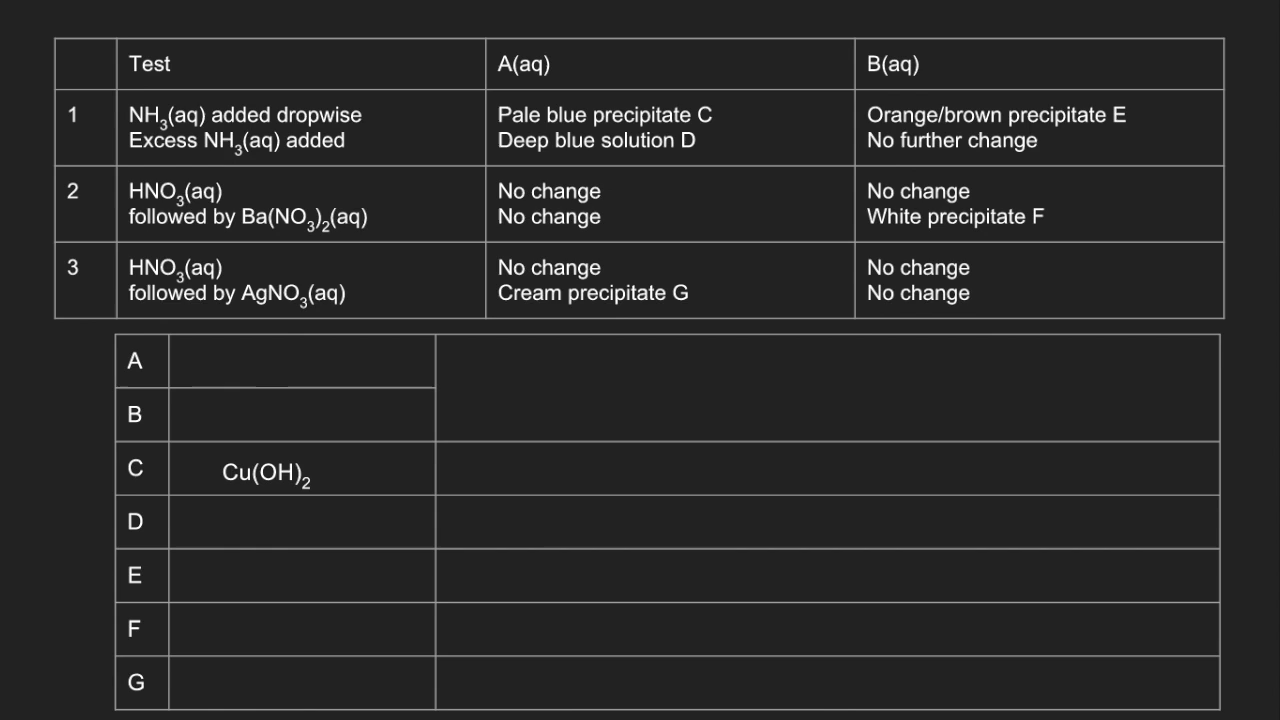 Test A(aq) B(aq)
1 NH₃(aq) added dropwise Pale blue precipitate C Orange/brown precipitate E
Excess NH₃(aq) added Deep blue solution D No further change
2 HNO₃(aq) No change No change
followed by Ba(NO₃)₂(aq) No change White precipitate F
3 HNO₃(aq) No change No change
followed by AgNO₃(aq) Cream precipitate G No change
A
B
C Cu(OH)₂
D
E
F
G